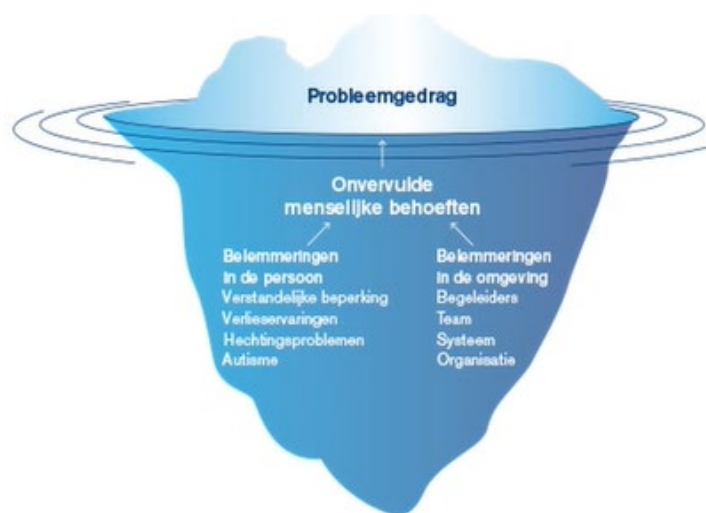 Probleemgedrag
Onvervulde
menselijke behoeften
Belemmeringen
in de persoon
Verstandelijke beperking
Verlieservaringen
Hechtingsproblemen
Autisme
Belemmeringen
in de omgeving
Begeleiders
Team
Systeem
Organisatie